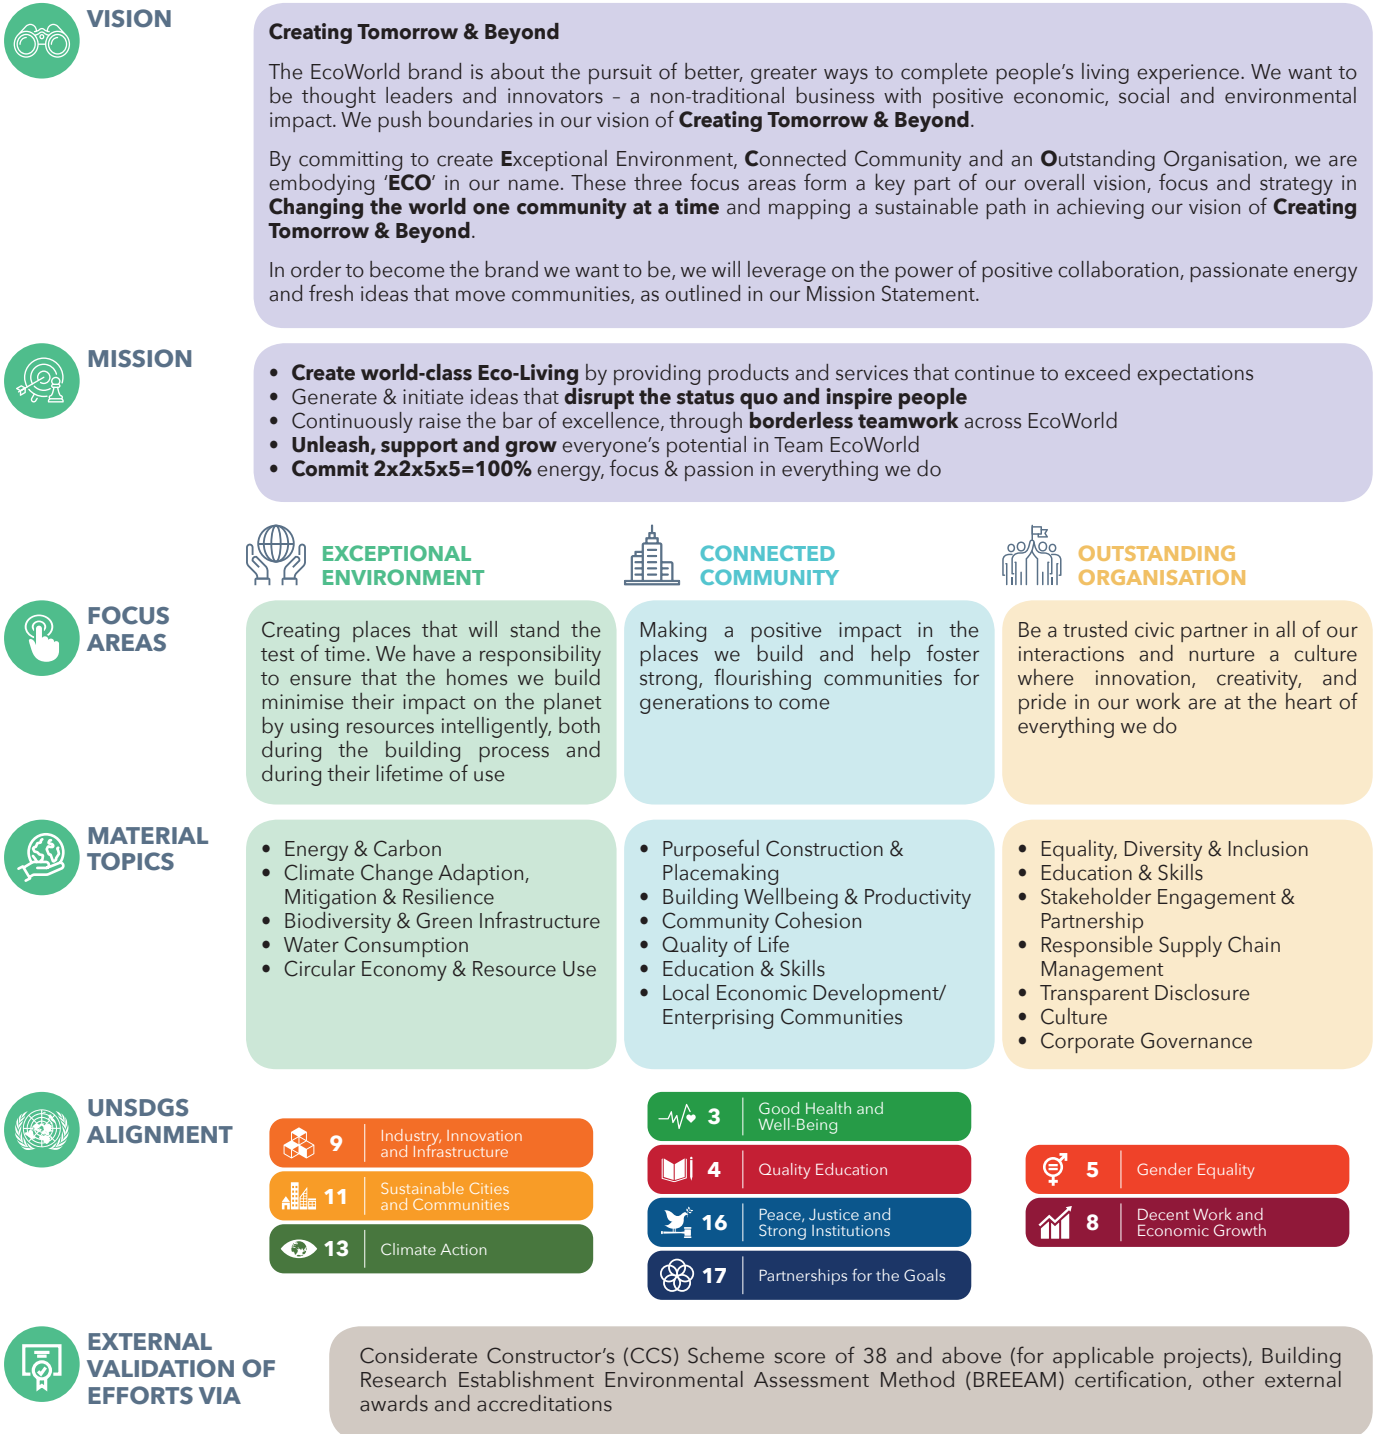 VISION
Creating Tomorrow & Beyond
The EcoWorld brand is about the pursuit of better, greater ways to complete people's living experience. We want to
be thought leaders and innovators – a non-traditional business with positive economic, social and environmental
impact. We push boundaries in our vision of Creating Tomorrow & Beyond.
By committing to create Exceptional Environment, Connected Community and an Outstanding Organisation, we are
embodying 'ECO' in our name. These three focus areas form a key part of our overall vision, focus and strategy in
Changing the world one community at a time and mapping a sustainable path in achieving our vision of Creating
Tomorrow & Beyond.
In order to become the brand we want to be, we will leverage on the power of positive collaboration, passionate energy
and fresh ideas that move communities, as outlined in our Mission Statement.
MISSION
• Create world-class Eco-Living by providing products and services that continue to exceed expectations
• Generate & initiate ideas that disrupt the status quo and inspire people
• Continuously raise the bar of excellence, through borderless teamwork across EcoWorld
• Unleash, support and grow everyone's potential in Team EcoWorld
• Commit 2x2x5x5=100% energy, focus & passion in everything we do
EXCEPTIONAL
ENVIRONMENT
CONNECTED
COMMUNITY
OUTSTANDING
ORGANISATION
FOCUS
AREAS
Creating places that will stand the
test of time. We have a responsibility
to ensure that the homes we build
minimise their impact on the planet
by using resources intelligently, both
during the building process and
during their lifetime of use
Making a positive impact in the
places we build and help foster
strong, flourishing communities for
generations to come
Be a trusted civic partner in all of our
interactions and nurture a culture
where innovation, creativity, and
pride in our work are at the heart of
everything we do
MATERIAL
TOPICS
• Energy & Carbon
• Climate Change Adaption,
Mitigation & Resilience
• Biodiversity & Green Infrastructure
• Water Consumption
• Circular Economy & Resource Use
• Purposeful Construction &
Placemaking
• Building Wellbeing & Productivity
• Community Cohesion
• Quality of Life
• Education & Skills
• Local Economic Development/
Enterprising Communities
• Equality, Diversity & Inclusion
• Education & Skills
• Stakeholder Engagement &
Partnership
• Responsible Supply Chain
Management
• Transparent Disclosure
• Culture
• Corporate Governance
UNSDGS
ALIGNMENT
9 Industry, Innovation
and Infrastructure
11 Sustainable Cities
and Communities
13 Climate Action
3 Good Health and
Well-Being
4 Quality Education
16 Peace, Justice and
Strong Institutions
17 Partnerships for the Goals
5 Gender Equality
8 Decent Work and
Economic Growth
EXTERNAL
VALIDATION OF
EFFORTS VIA
Considerate Constructor's (CCS) Scheme score of 38 and above (for applicable projects), Building
Research Establishment Environmental Assessment Method (BREEAM) certification, other external
awards and accreditations